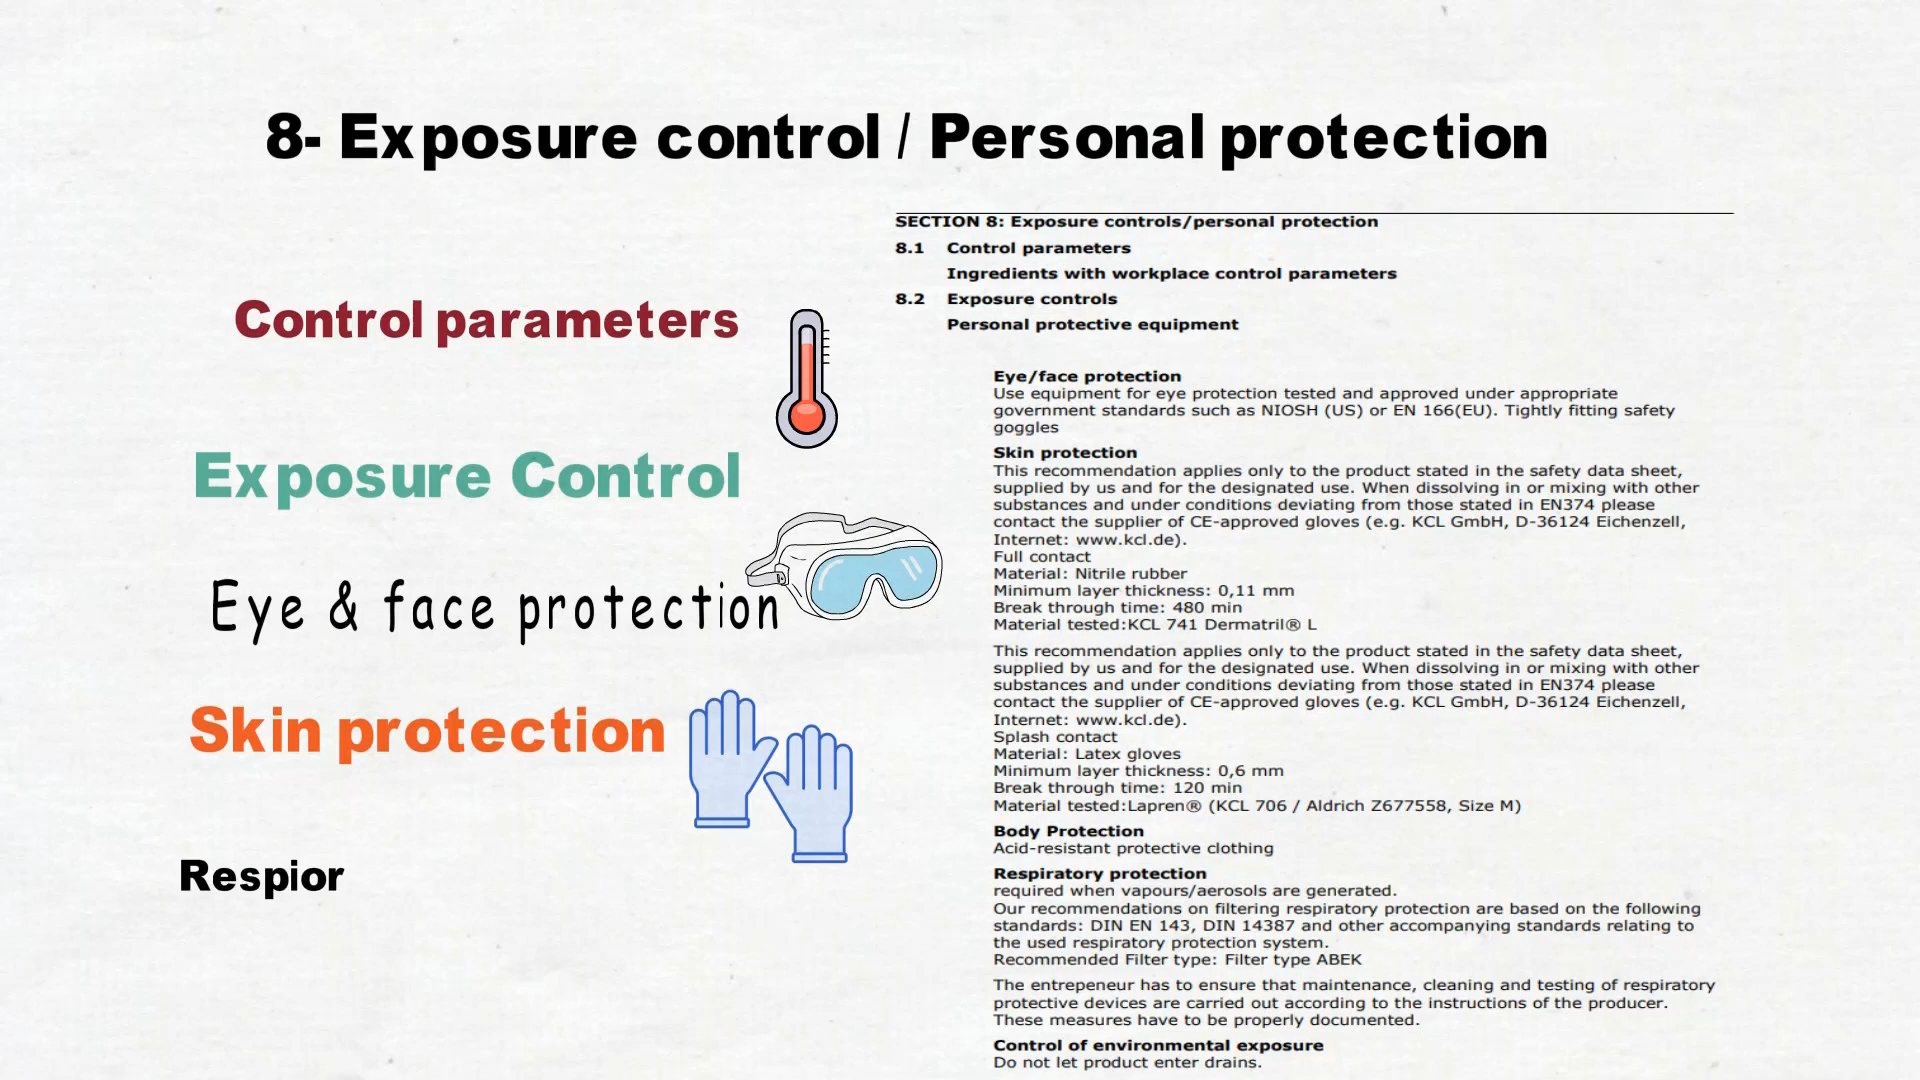 8- Exposure control / Personal protection
Control parameters
Exposure Control
Eye & face protection
Skin protection
Respior
SECTION 8: Exposure controls/personal protection
8.1 Control parameters
Ingredients with workplace control parameters
8.2 Exposure controls
Personal protective equipment
Eye/face protection
Use equipment for eye protection tested and approved under appropriate
government standards such as NIOSH (US) or EN 166(EU). Tightly fitting safety
goggles
Skin protection
This recommendation applies only to the product stated in the safety data sheet,
supplied by us and for the designated use. When dissolving in or mixing with other
substances and under conditions deviating from those stated in EN374 please
contact the supplier of CE-approved gloves (e.g. KCL GmbH, D-36124 Eichenzell,
Internet: www.kcl.de).
Full contact
Material: Nitrile rubber
Minimum layer thickness: 0,11 mm
Break through time: 480 min
Material tested:KCL 741 Dermatril® L
This recommendation applies only to the product stated in the safety data sheet,
supplied by us and for the designated use. When dissolving in or mixing with other
substances and under conditions deviating from those stated in EN374 please
contact the supplier of CE-approved gloves (e.g. KCL GmbH, D-36124 Eichenzell,
Internet: www.kcl.de).
Splash contact
Material: Latex gloves
Minimum layer thickness: 0,6 mm
Break through time: 120 min
Material tested:Lapren® (KCL 706 / Aldrich Z677558, Size M)
Body Protection
Acid-resistant protective clothing
Respiratory protection
required when vapours/aerosols are generated.
Our recommendations on filtering respiratory protection are based on the following
standards: DIN EN 143, DIN 14387 and other accompanying standards relating to
the used respiratory protection system.
Recommended Filter type: Filter type ABEK
The entrepeneur has to ensure that maintenance, cleaning and testing of respiratory
protective devices are carried out according to the instructions of the producer.
These measures have to be properly documented.
Control of environmental exposure
Do not let product enter drains.